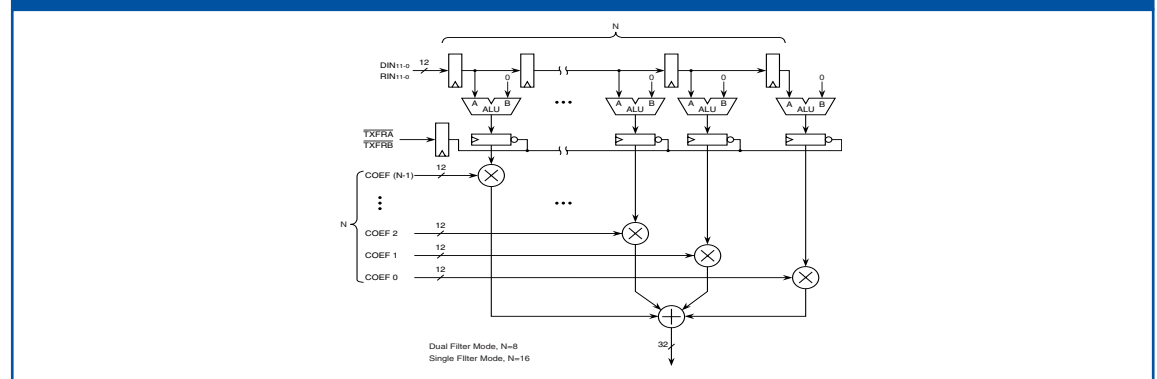 N
DIN11-0
RIN11-0
12
0 0 0 0
A B A B A B A B
ALU ALU ALU ALU
TXFRA
TXFRB
12
COEF (N-1)
N
12
COEF 2
12
COEF 1
12
COEF 0
32
Dual Filter Mode, N=8
Single FIlter Mode, N=16